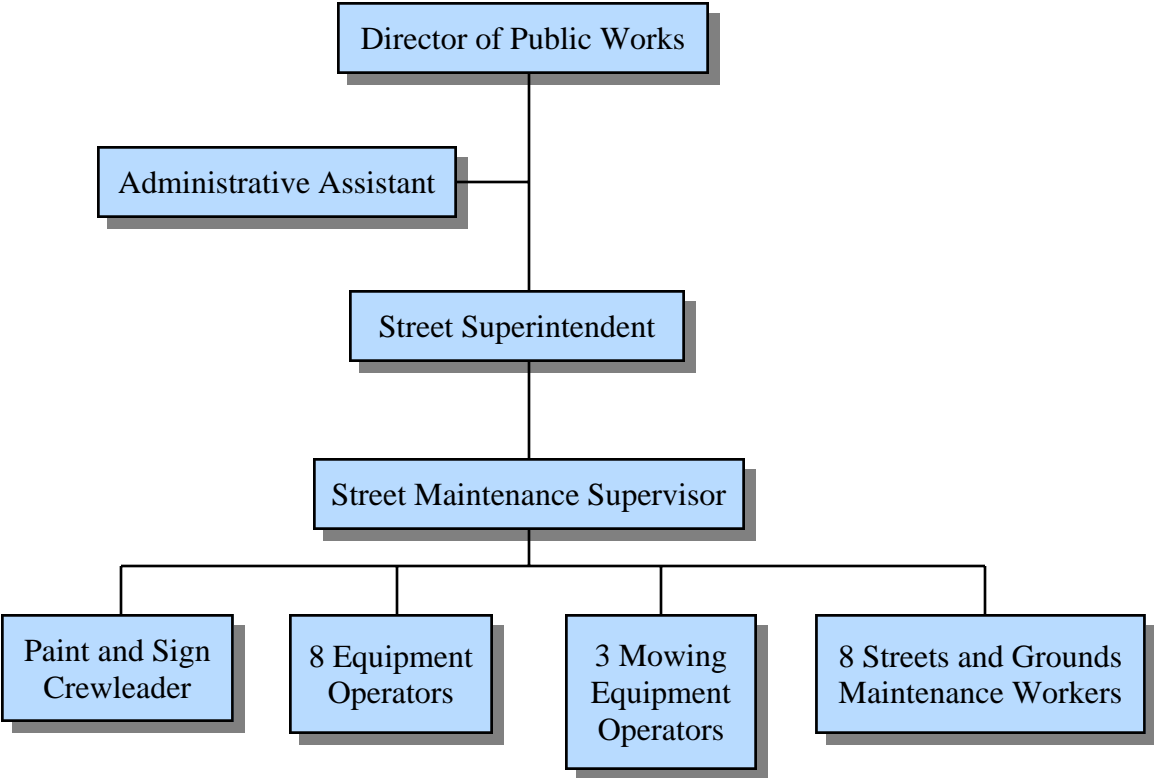 Director of Public Works
Administrative Assistant
Street Superintendent
Street Maintenance Supervisor
Paint and Sign
Crewleader
8 Equipment
Operators
3 Mowing
Equipment
Operators
8 Streets and Grounds
Maintenance Workers